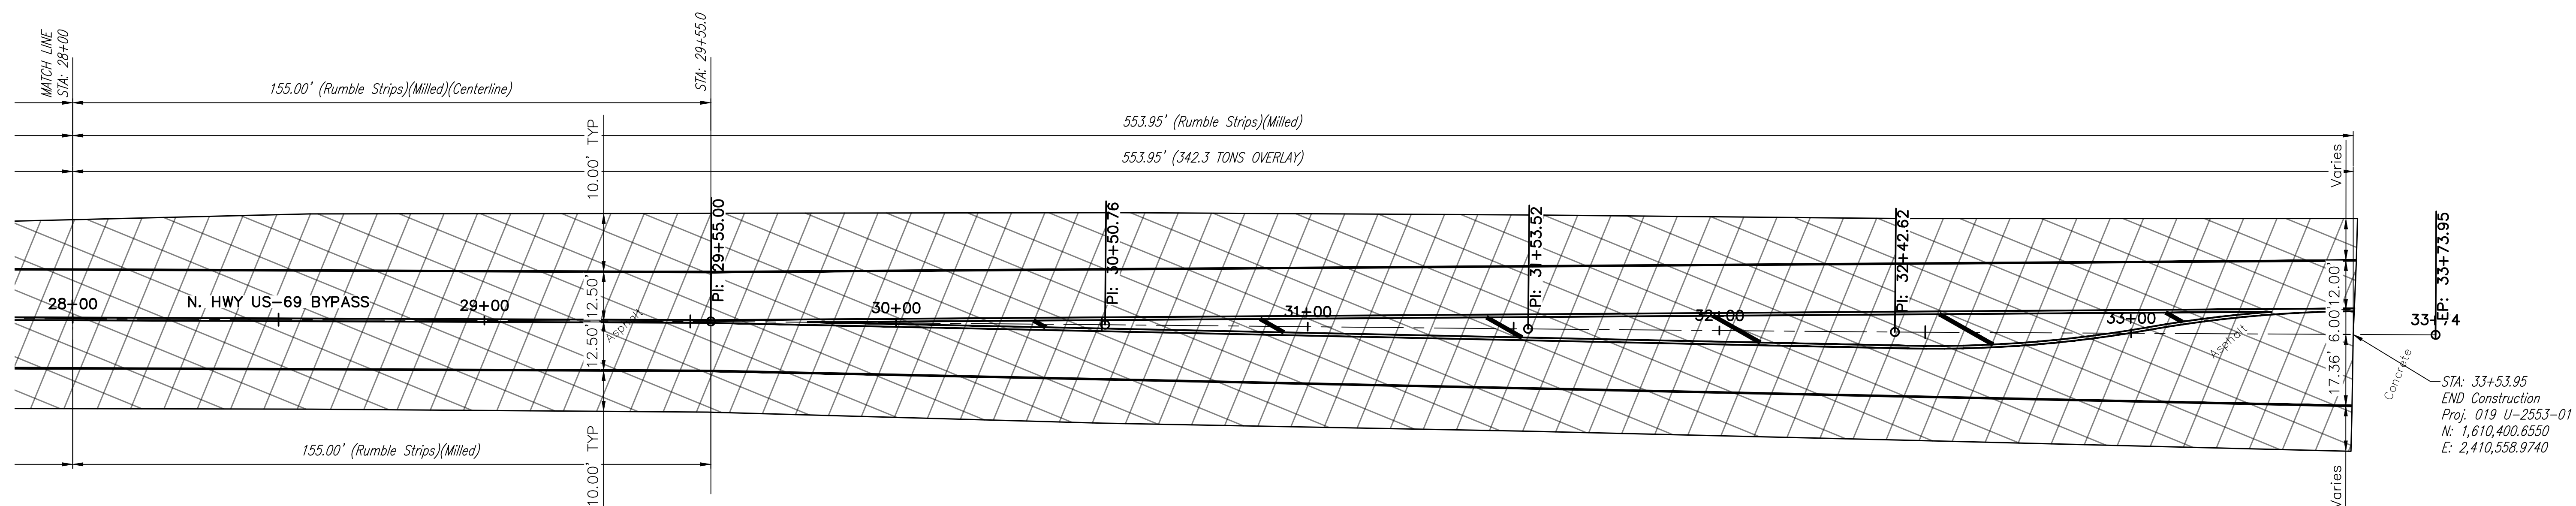 MATCH LINE
STA: 28+00
STA: 29+55.0
155.00' (Rumble Strips)(Milled)(Centerline)
553.95' (Rumble Strips)(Milled)
553.95' (342.3 TONS OVERLAY)
10.00' TYP
Varies
PI: 29+55.00
PI: 30+50.76
PI: 31+53.52
PI: 32+42.62
EP: 33+73.95
28+00
N. HWY US-69 BYPASS
29+00
30+00
31+00
32+00
33+00
12.50'
12.50'
Asphalt
Asphalt
12.00'
6.00'
17.36'
Concrete
STA: 33+53.95
END Construction
Proj. 019 U-2553-01
N: 1,610,400.6550
E: 2,410,558.9740
155.00' (Rumble Strips)(Milled)
10.00' TYP
Varies